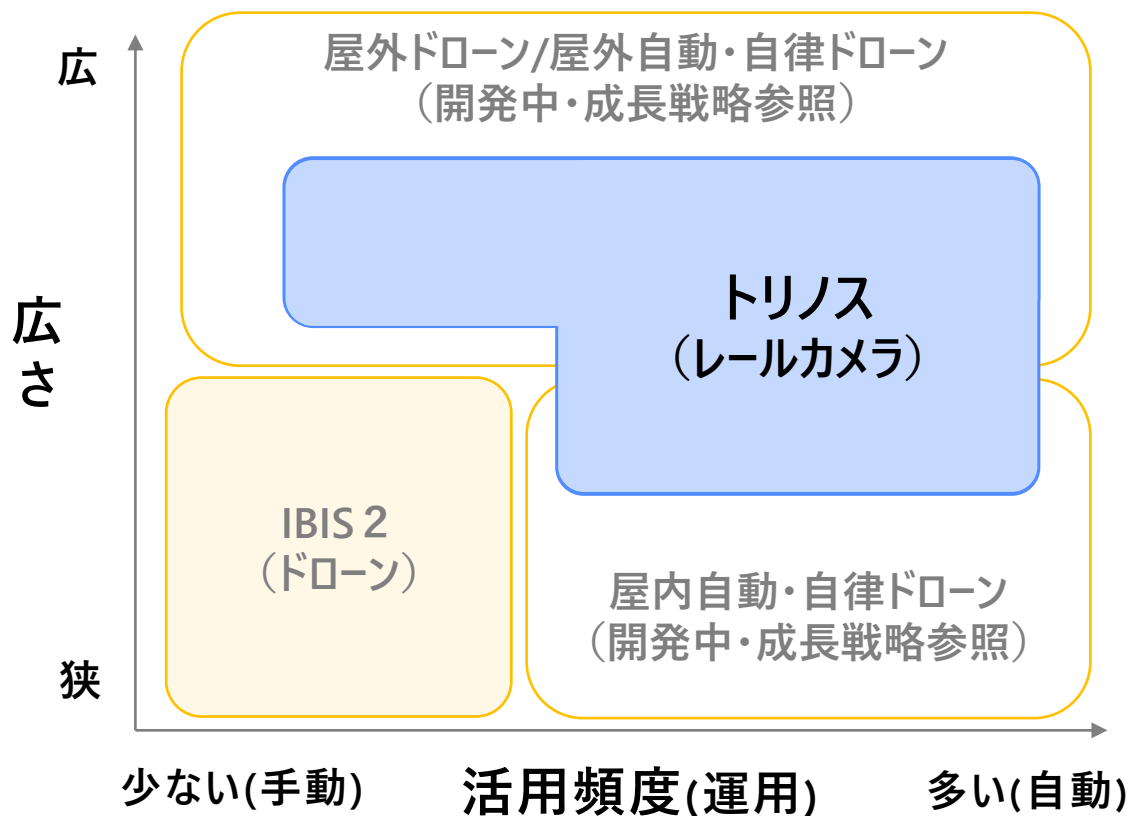 広
屋外ドローン/屋外自動・自律ドローン
（開発中・成長戦略参照）
トリノス
（レールカメラ）
広さ
IBIS２
（ドローン）
屋内自動・自律ドローン
（開発中・成長戦略参照）
狭
少ない(手動)
活用頻度(運用)
多い(自動)